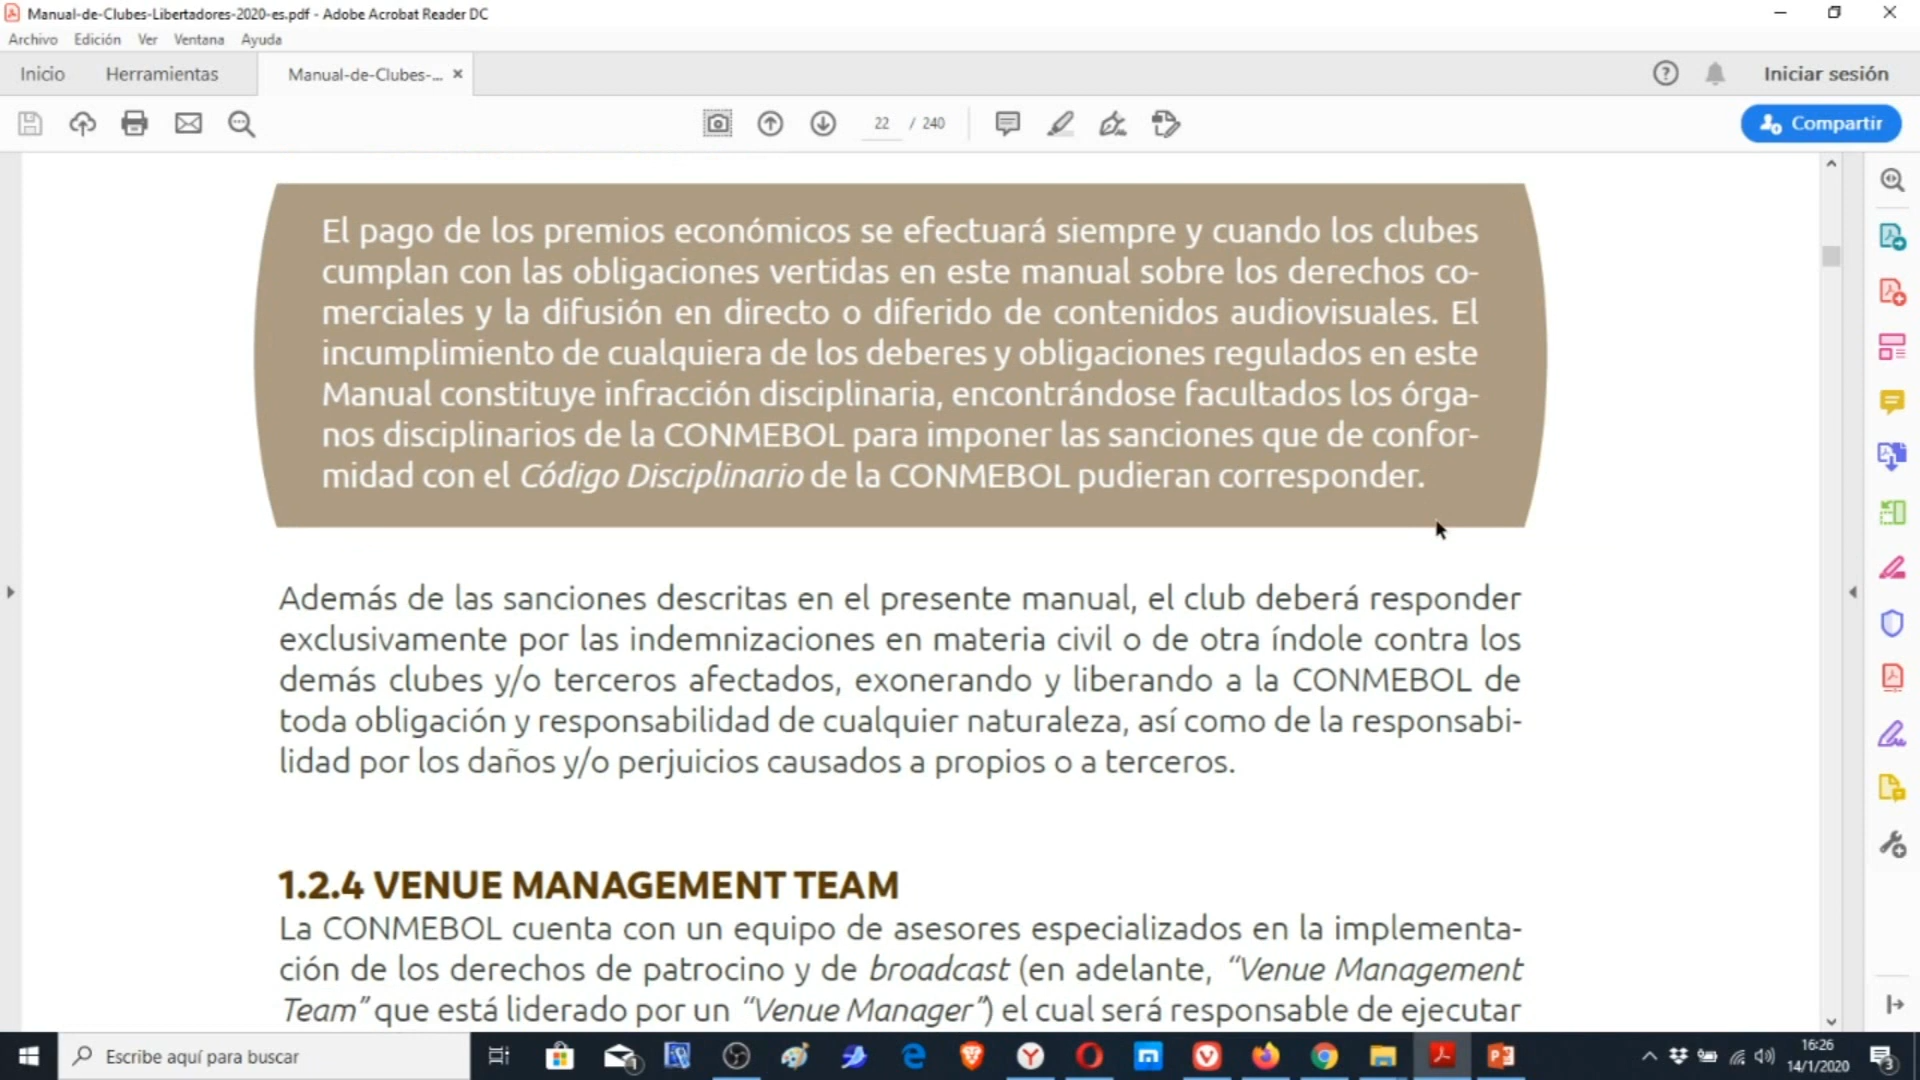 Manual-de-Clubes-Libertadores-2020-es.pdf - Adobe Acrobat Reader DC
Archivo Edición Ver Ventana Ayuda
Inicio Herramientas Manual-de-Clubes-... × Iniciar sesión
22 / 240 Compartir
El pago de los premios económicos se efectuará siempre y cuando los clubes
cumplan con las obligaciones vertidas en este manual sobre los derechos co-
merciales y la difusión en directo o diferido de contenidos audiovisuales. El
incumplimiento de cualquiera de los deberes y obligaciones regulados en este
Manual constituye infracción disciplinaria, encontrándose facultados los órga-
nos disciplinarios de la CONMEBOL para imponer las sanciones que de confor-
midad con el Código Disciplinario de la CONMEBOL pudieran corresponder.
Además de las sanciones descritas en el presente manual, el club deberá responder
exclusivamente por las indemnizaciones en materia civil o de otra índole contra los
demás clubes y/o terceros afectados, exonerando y liberando a la CONMEBOL de
toda obligación y responsabilidad de cualquier naturaleza, así como de la responsabi-
lidad por los daños y/o perjuicios causados a propios o a terceros.
1.2.4 VENUE MANAGEMENT TEAM
La CONMEBOL cuenta con un equipo de asesores especializados en la implementa-
ción de los derechos de patrocino y de broadcast (en adelante, “Venue Management
Team” que está liderado por un “Venue Manager”) el cual será responsable de ejecutar
Escribe aquí para buscar
16:26
14/1/2020
3